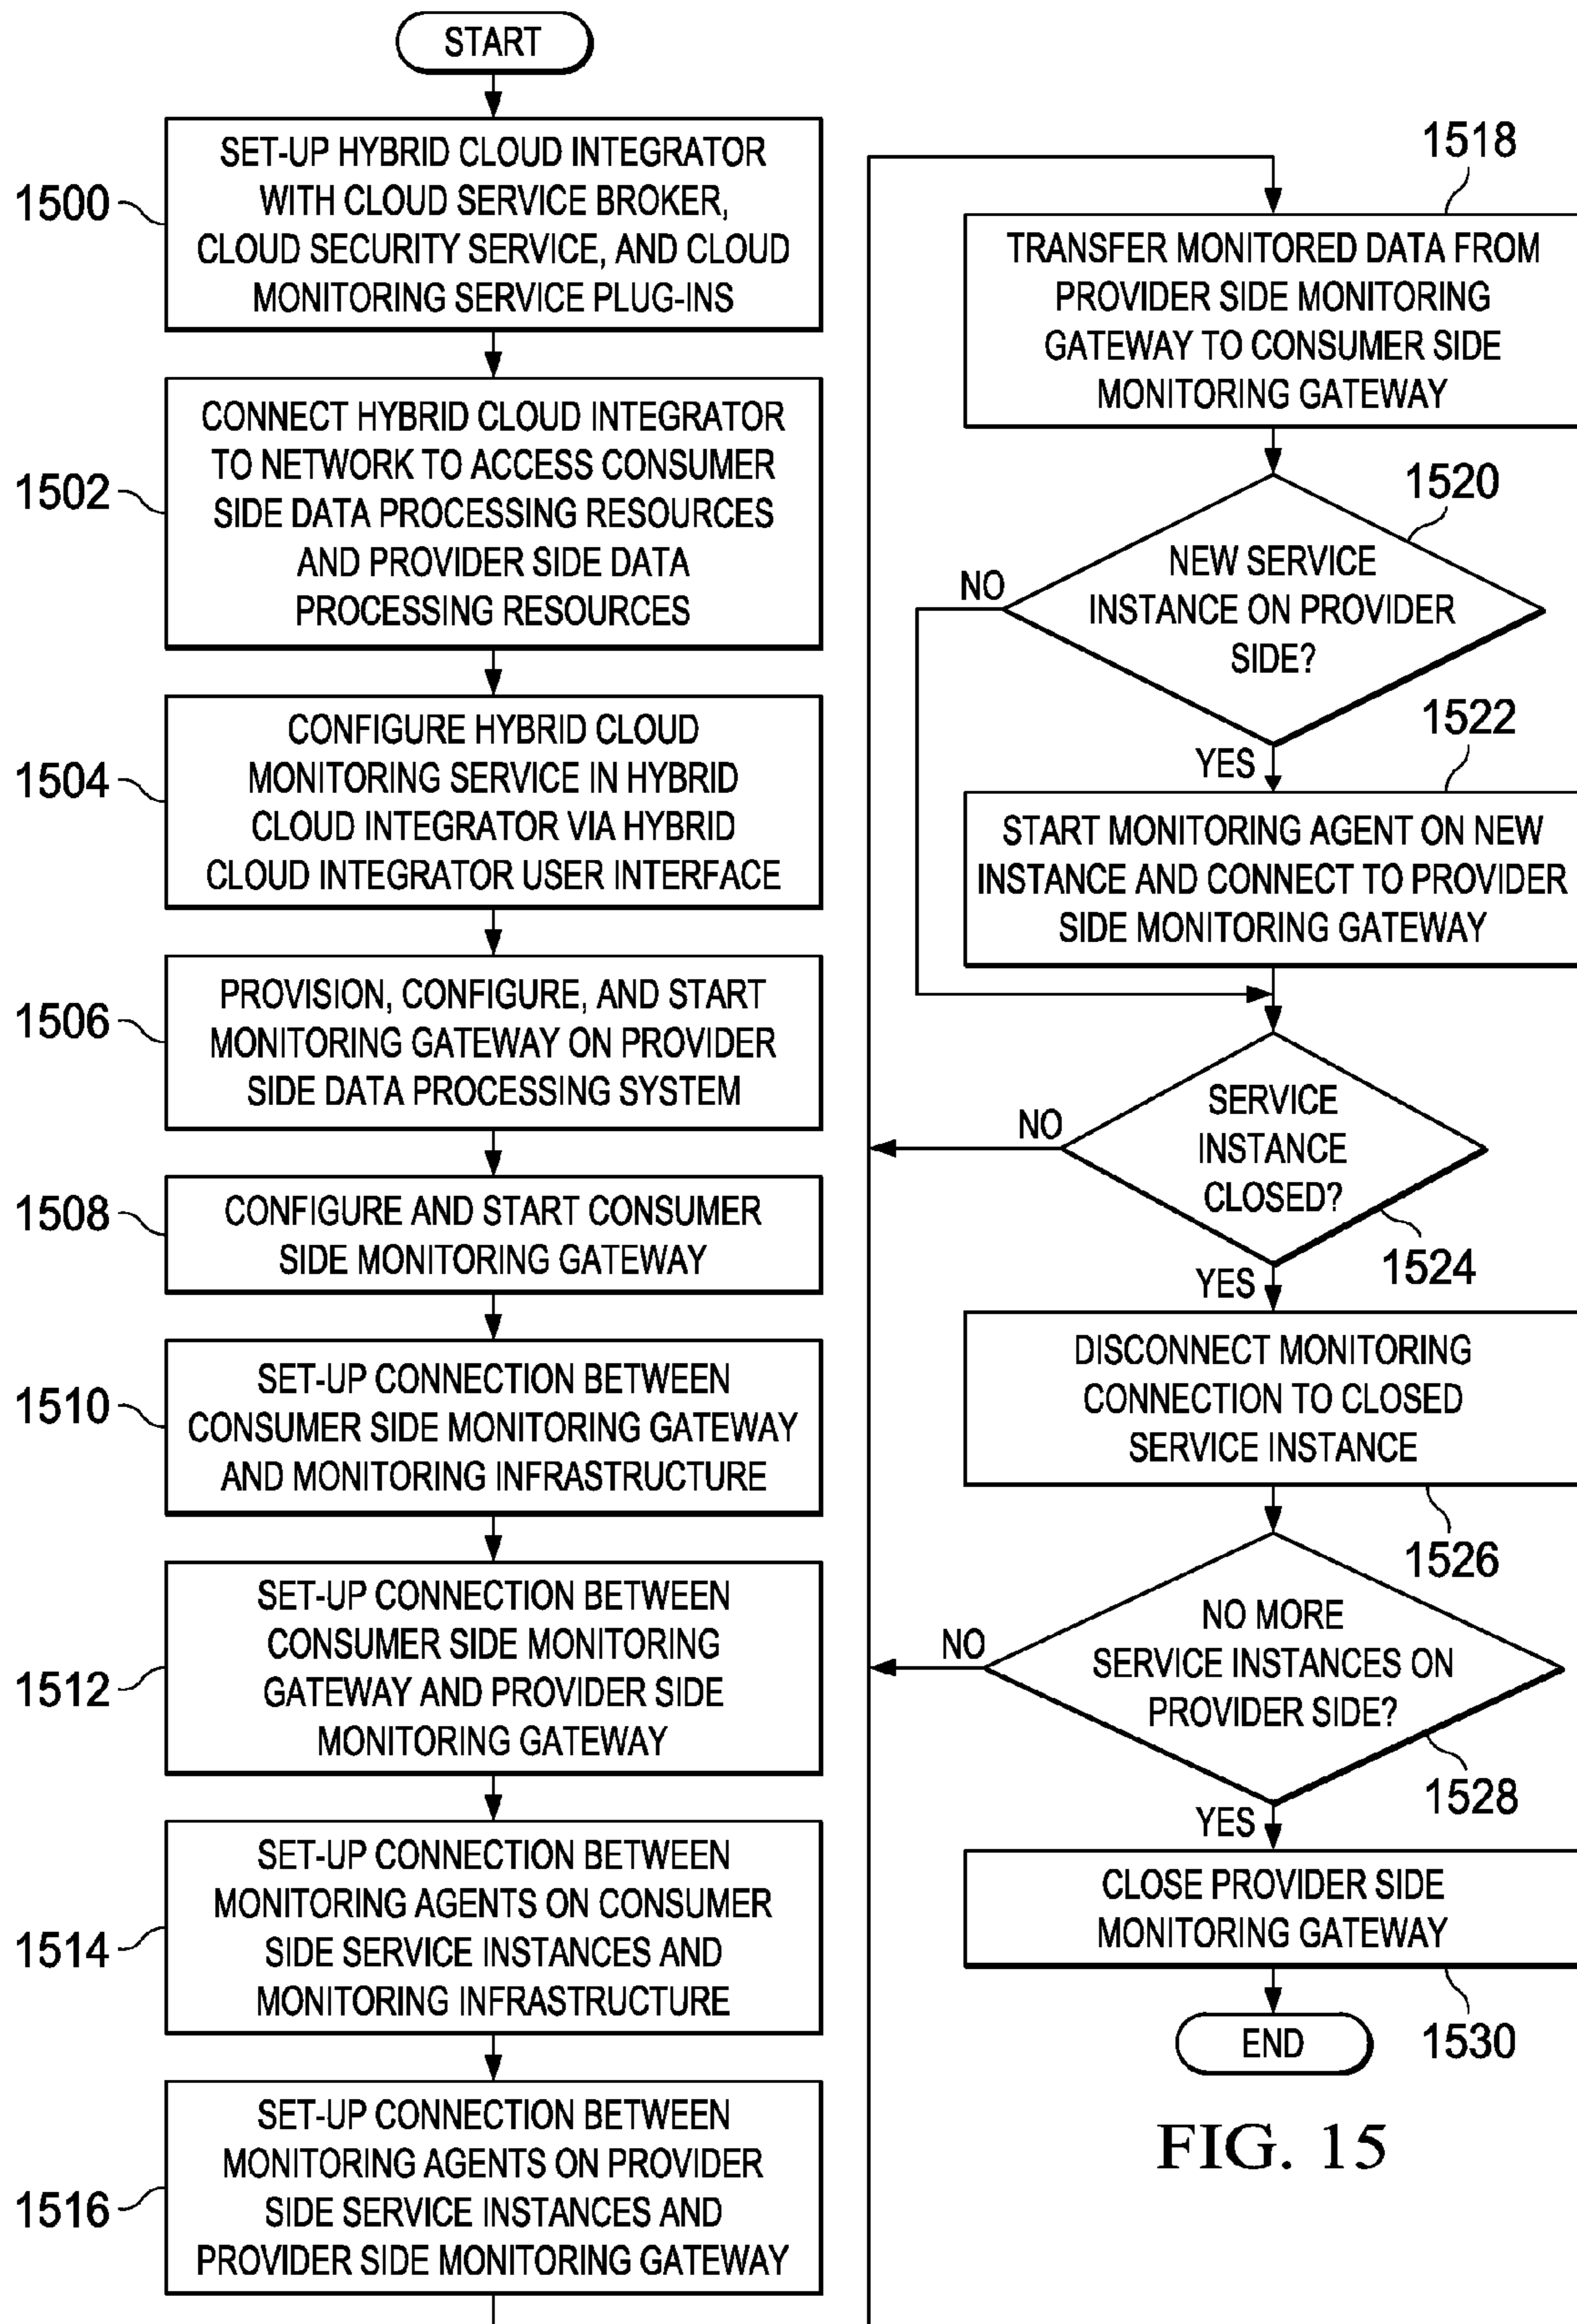 START
1500
SET-UP HYBRID CLOUD INTEGRATOR
WITH CLOUD SERVICE BROKER,
CLOUD SECURITY SERVICE, AND CLOUD
MONITORING SERVICE PLUG-INS
1502
CONNECT HYBRID CLOUD INTEGRATOR
TO NETWORK TO ACCESS CONSUMER
SIDE DATA PROCESSING RESOURCES
AND PROVIDER SIDE DATA
PROCESSING RESOURCES
1504
CONFIGURE HYBRID CLOUD
MONITORING SERVICE IN HYBRID
CLOUD INTEGRATOR VIA HYBRID
CLOUD INTEGRATOR USER INTERFACE
1506
PROVISION, CONFIGURE, AND START
MONITORING GATEWAY ON PROVIDER
SIDE DATA PROCESSING SYSTEM
1508
CONFIGURE AND START CONSUMER
SIDE MONITORING GATEWAY
1510
SET-UP CONNECTION BETWEEN
CONSUMER SIDE MONITORING GATEWAY
AND MONITORING INFRASTRUCTURE
1512
SET-UP CONNECTION BETWEEN
CONSUMER SIDE MONITORING
GATEWAY AND PROVIDER SIDE
MONITORING GATEWAY
1514
SET-UP CONNECTION BETWEEN
MONITORING AGENTS ON CONSUMER
SIDE SERVICE INSTANCES AND
MONITORING INFRASTRUCTURE
1516
SET-UP CONNECTION BETWEEN
MONITORING AGENTS ON PROVIDER
SIDE SERVICE INSTANCES AND
PROVIDER SIDE MONITORING GATEWAY
1518
TRANSFER MONITORED DATA FROM
PROVIDER SIDE MONITORING
GATEWAY TO CONSUMER SIDE
MONITORING GATEWAY
1520
NEW SERVICE
INSTANCE ON PROVIDER
SIDE?
NO
YES
1522
START MONITORING AGENT ON NEW
INSTANCE AND CONNECT TO PROVIDER
SIDE MONITORING GATEWAY
SERVICE
INSTANCE
CLOSED?
NO
1524
YES
DISCONNECT MONITORING
CONNECTION TO CLOSED
SERVICE INSTANCE
1526
NO MORE
SERVICE INSTANCES ON
PROVIDER SIDE?
NO
1528
YES
CLOSE PROVIDER SIDE
MONITORING GATEWAY
1530
END
FIG. 15